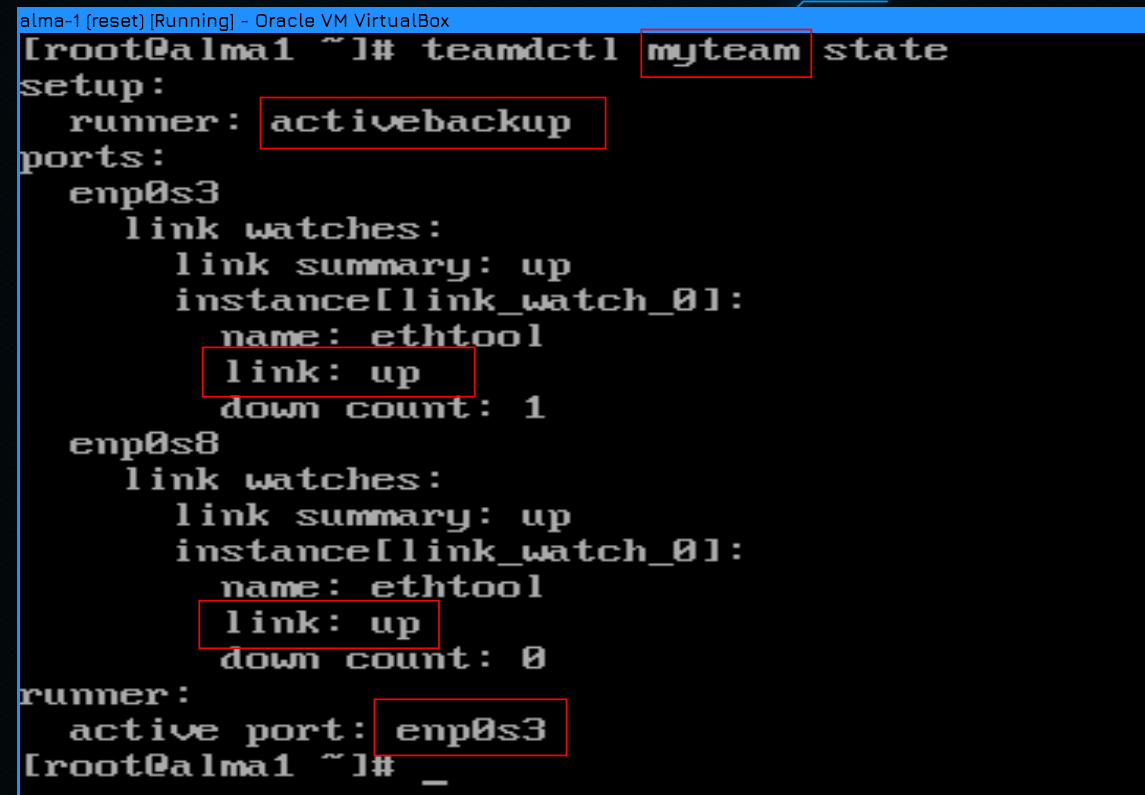 alma-1 (reset) [Running] - Oracle VM VirtualBox
[root@alma1 ~]# teamdctl myteam state
setup:
  runner: activebackup
ports:
  enp0s3
    link watches:
      link summary: up
      instance[link_watch_0]:
        name: ethtool
        link: up
        down count: 1
  enp0s8
    link watches:
      link summary: up
      instance[link_watch_0]:
        name: ethtool
        link: up
        down count: 0
runner:
  active port: enp0s3
[root@alma1 ~]# _